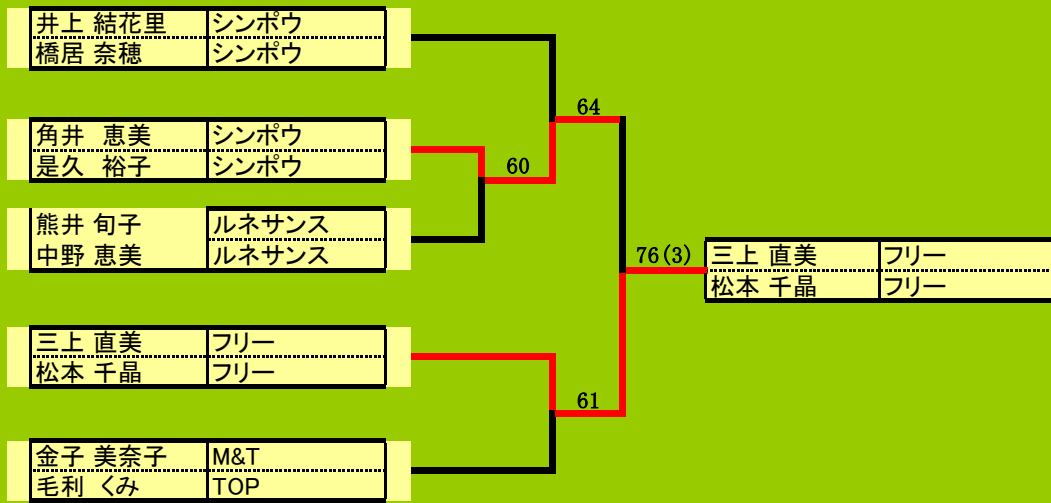 井上 結花里 シンポウ
橋居 奈穂 シンポウ
64
角井 恵美 シンポウ
是久 裕子 シンポウ
60
熊井 旬子 ルネサンス
中野 恵美 ルネサンス
76(3)
三上 直美 フリー
松本 千晶 フリー
三上 直美 フリー
松本 千晶 フリー
61
金子 美奈子 M&T
毛利 くみ TOP